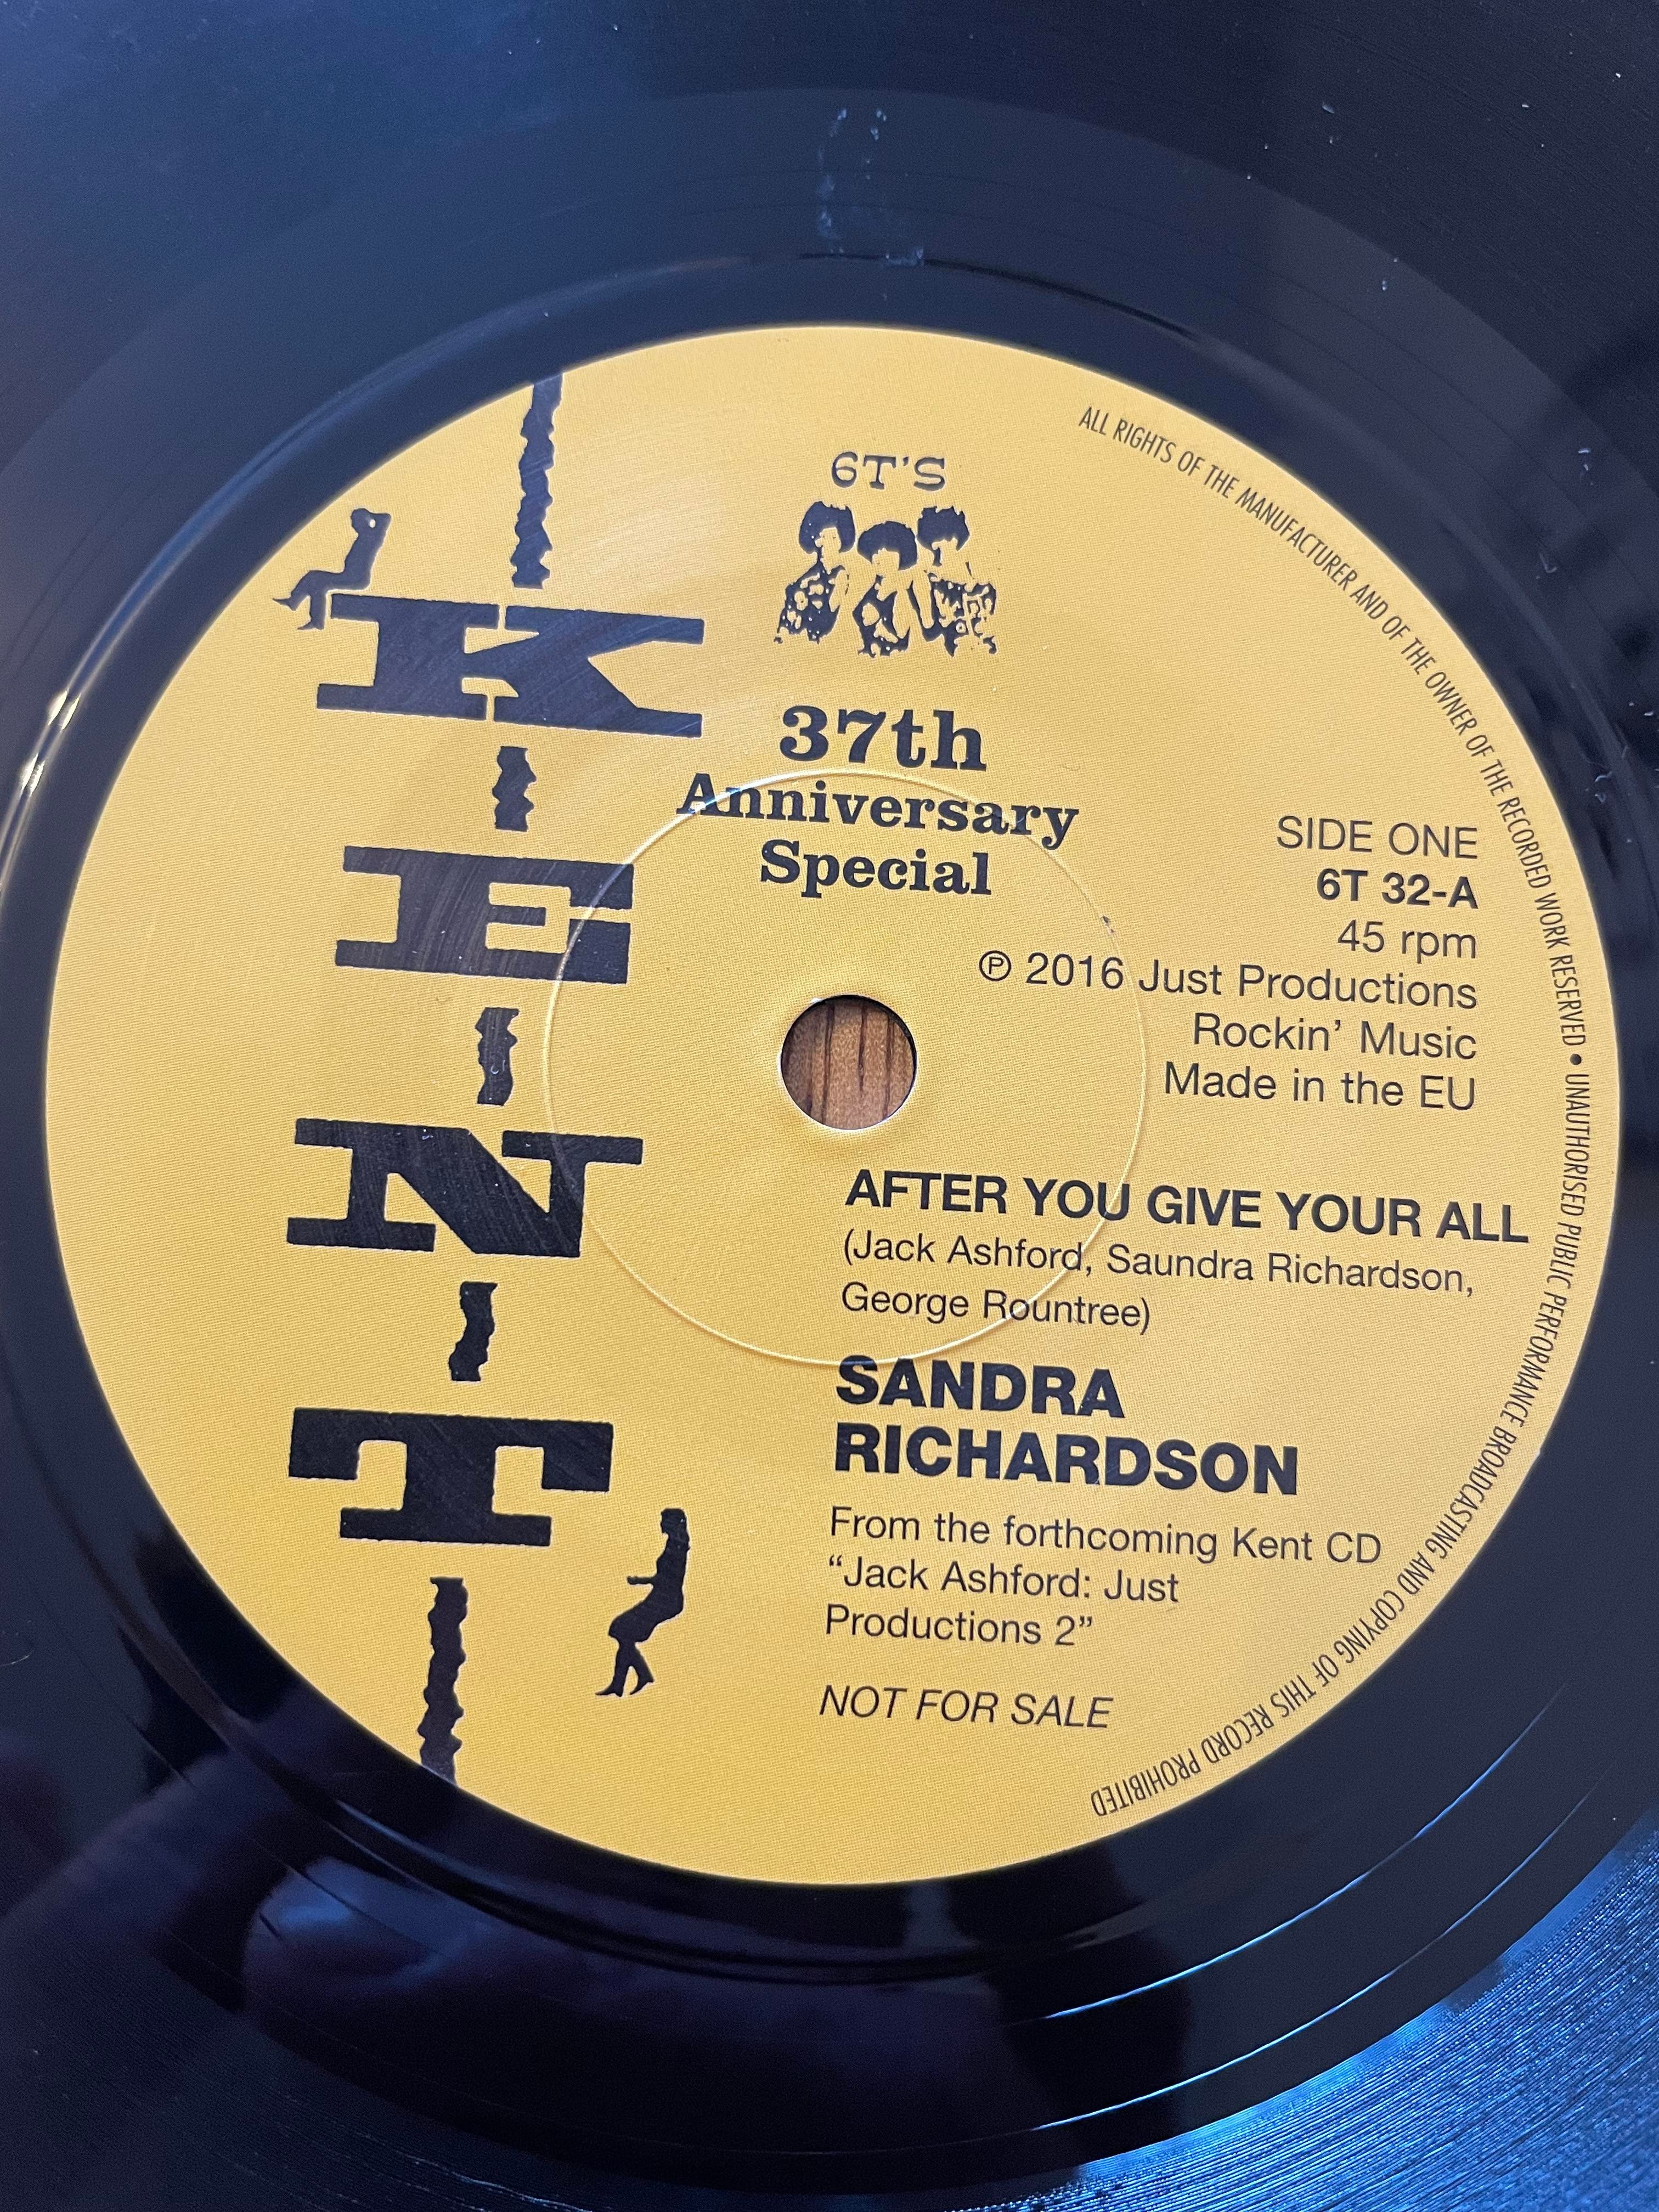 K
E
N
T
6T'S
37th
Anniversary
Special
SIDE ONE
6T 32-A
45 rpm
℗ 2016 Just Productions
Rockin' Music
Made in the EU
AFTER YOU GIVE YOUR ALL
(Jack Ashford, Saundra Richardson,
George Rountree)
SANDRA
RICHARDSON
From the forthcoming Kent CD
“Jack Ashford: Just
Productions 2”
NOT FOR SALE
ALL RIGHTS OF THE MANUFACTURER AND OF THE OWNER OF THE RECORDED WORK RESERVED • UNAUTHORISED PUBLIC PERFORMANCE BROADCASTING AND COPYING OF THIS RECORD PROHIBITED